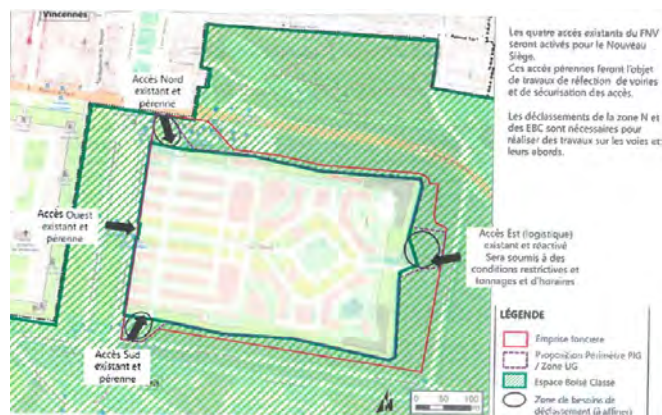 Vincennes
Accès Nord
existant et
pérenne
Accès Ouest
existant et
pérenne
Accès Sud
existant et
pérenne
Les quatre accès existants du FNV
seront activés pour le Nouveau
Siège.
Ces accès pérennes feront l'objet
de travaux de réfection de voiries
et de sécurisation des accès.
Les déclassements de la zone N et
des EBC sont nécessaires pour
réaliser des travaux sur les voies et
leurs abords.
Accès Est (logistique)
existant et réactivé
Sera soumis à des
conditions restrictives et
tonnages et d'horaires
LÉGENDE
Emprise foncière
Proposition Périmètre PIG
/ Zone UG
Espace Boisé Classé
Zone de besoins de
déclassement (à affiner)
0 50 100